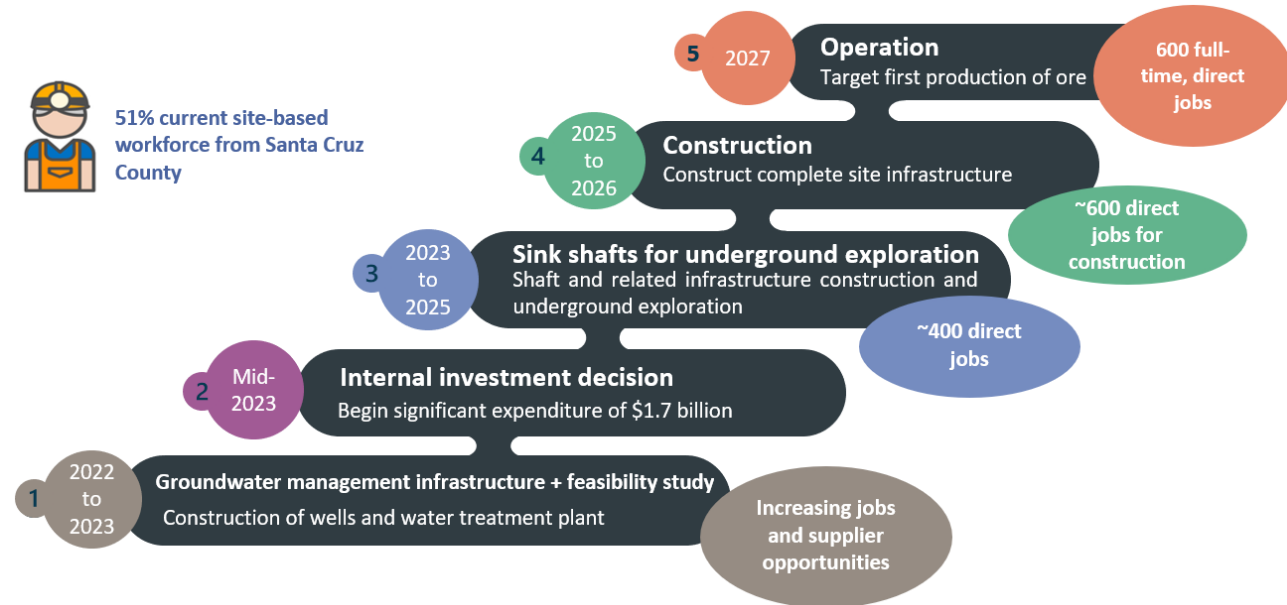 51% current site-based
workforce from Santa Cruz
County
5
2027
Operation
Target first production of ore
600 full-
time, direct
jobs
4
2025
to
2026
Construction
Construct complete site infrastructure
~600 direct
jobs for
construction
3
2023
to
2025
Sink shafts for underground exploration
Shaft and related infrastructure construction and
underground exploration
~400 direct
jobs
2
Mid-
2023
Internal investment decision
Begin significant expenditure of $1.7 billion
1
2022
to
2023
Groundwater management infrastructure + feasibility study
Construction of wells and water treatment plant
Increasing jobs
and supplier
opportunities